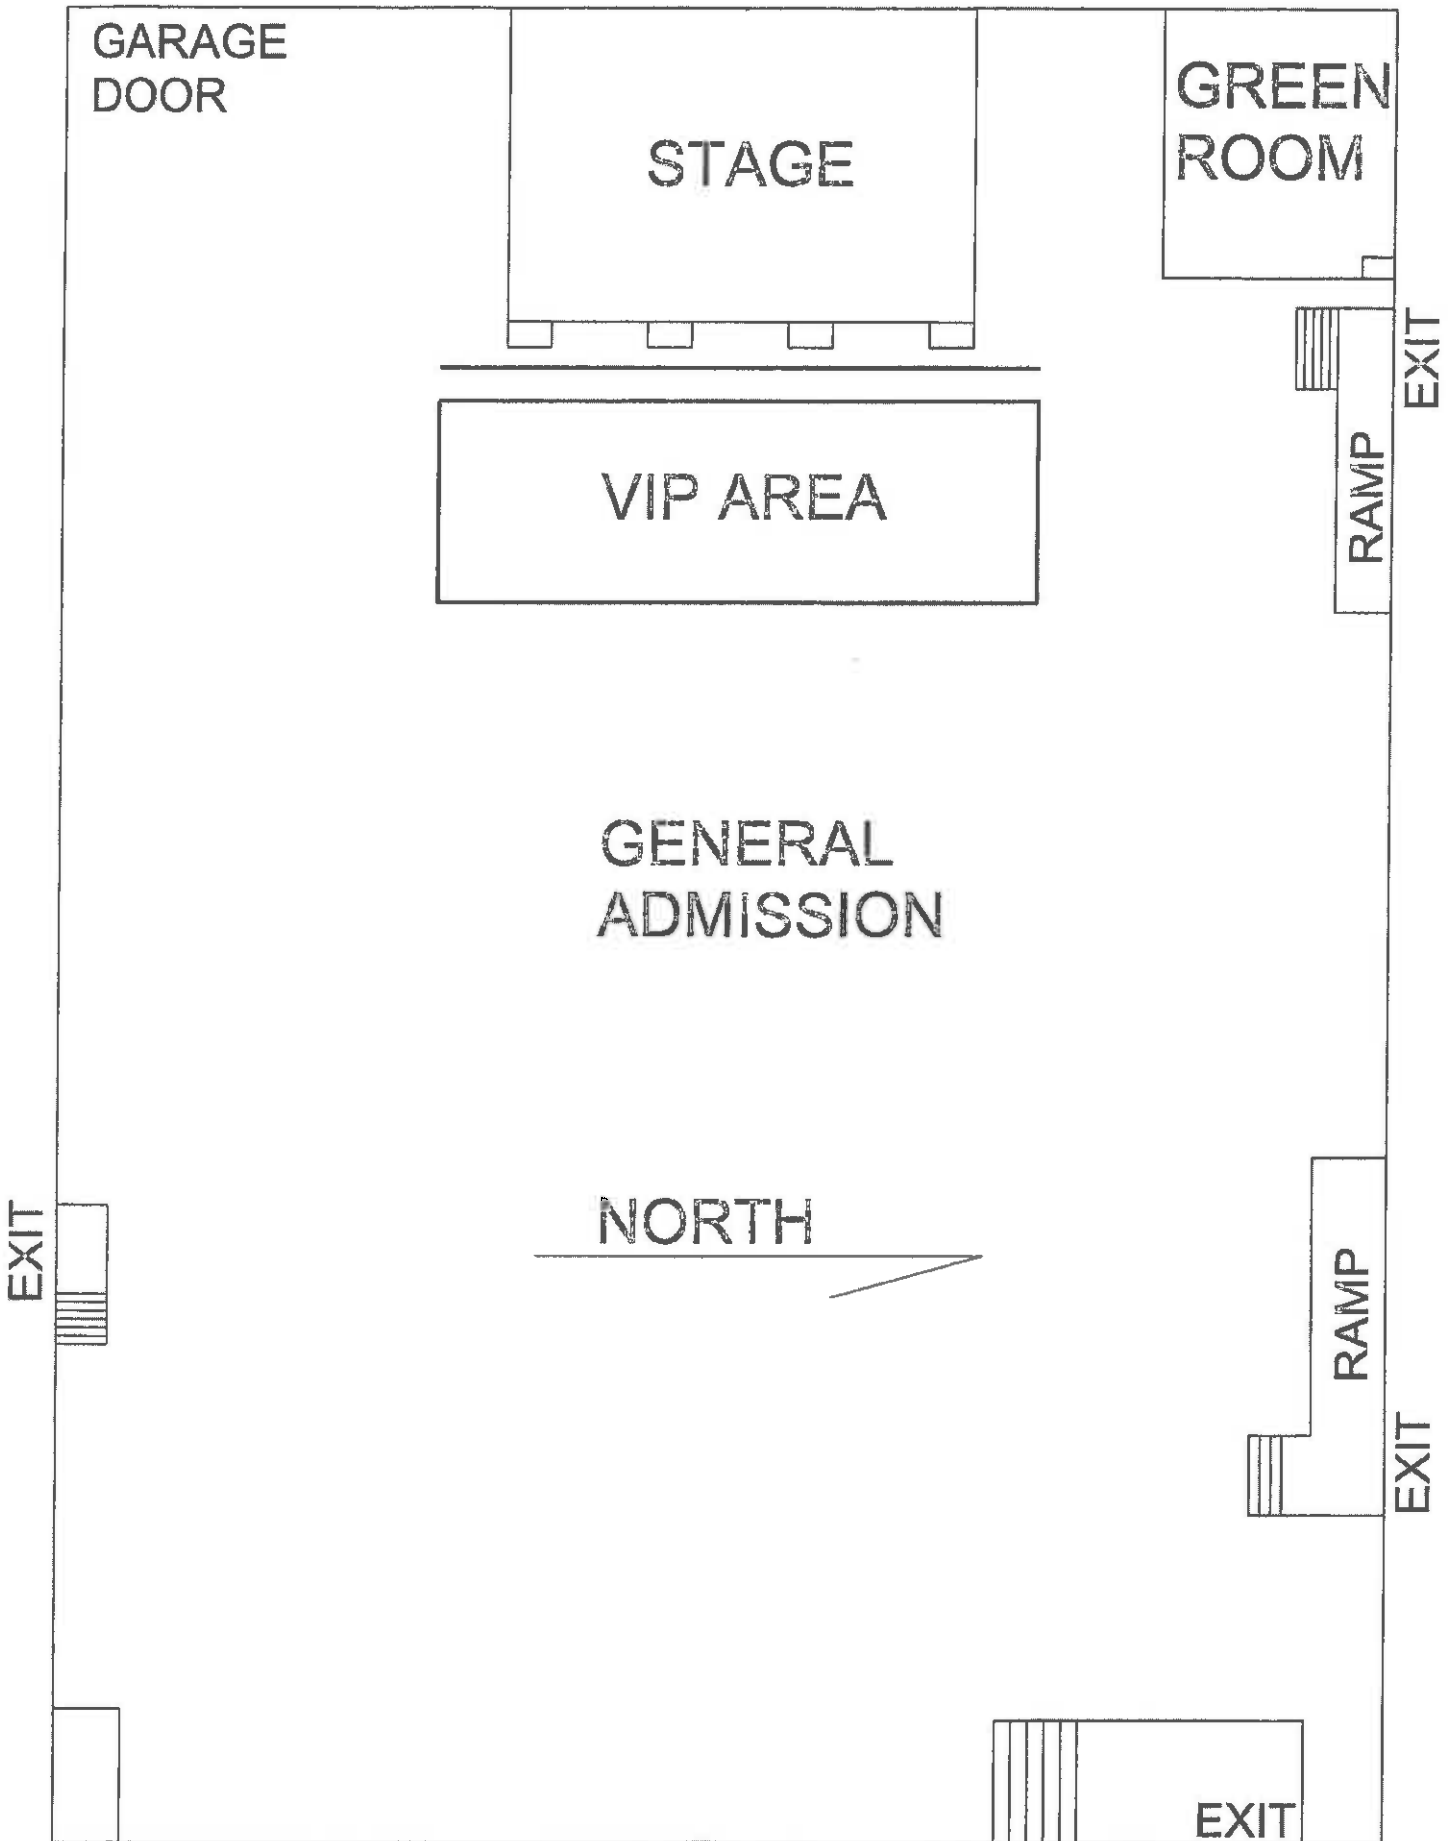 GARAGE
DOOR
STAGE
GREEN
ROOM
EXIT
RAMP
VIP AREA
GENERAL
ADMISSION
EXIT
NORTH
RAMP
EXIT
EXIT